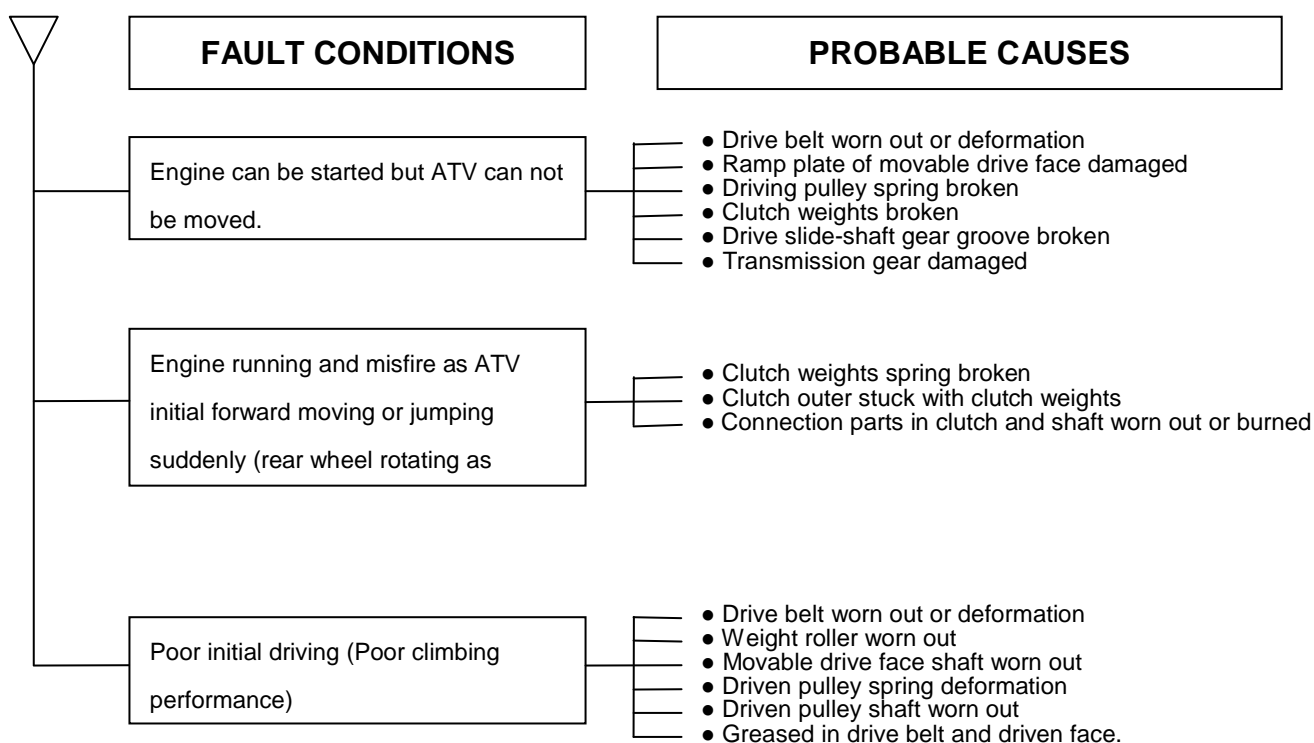 FAULT CONDITIONS
PROBABLE CAUSES
Engine can be started but ATV can not
be moved.
● Drive belt worn out or deformation
● Ramp plate of movable drive face damaged
● Driving pulley spring broken
● Clutch weights broken
● Drive slide-shaft gear groove broken
● Transmission gear damaged
Engine running and misfire as ATV
initial forward moving or jumping
suddenly (rear wheel rotating as
● Clutch weights spring broken
● Clutch outer stuck with clutch weights
● Connection parts in clutch and shaft worn out or burned
Poor initial driving (Poor climbing
performance)
● Drive belt worn out or deformation
● Weight roller worn out
● Movable drive face shaft worn out
● Driven pulley spring deformation
● Driven pulley shaft worn out
● Greased in drive belt and driven face.